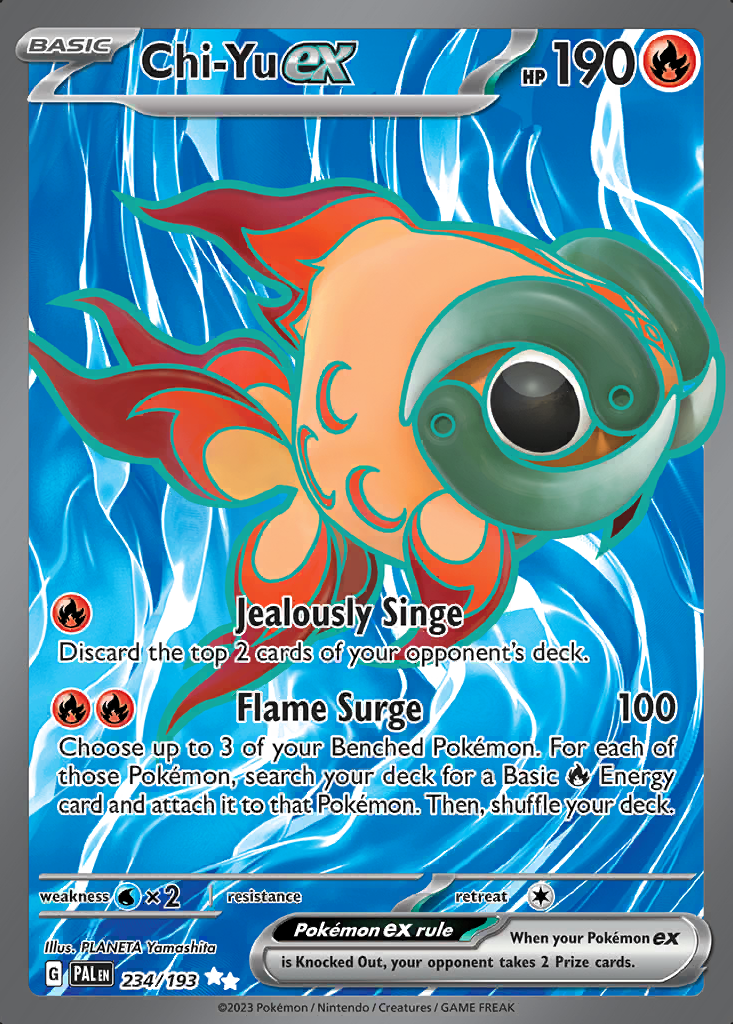 BASIC
Chi-Yu ex HP 190
Jealously Singe
Discard the top 2 cards of your opponent's deck.
Flame Surge 100
Choose up to 3 of your Benched Pokémon. For each of
those Pokémon, search your deck for a Basic Energy
card and attach it to that Pokémon. Then, shuffle your deck.
weakness ×2 resistance retreat
Illus. PLANETA Yamashita
Pokémon ex rule
When your Pokémon ex
is Knocked Out, your opponent takes 2 Prize cards.
G PAL EN 234/193
©2023 Pokémon / Nintendo / Creatures / GAME FREAK